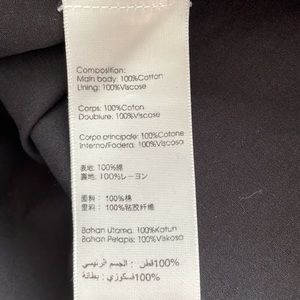 Composition:
Main body: 100%Cotton
Lining: 100%Viscose
Corps: 100%Coton
Doublure: 100%Viscose
Corpo principale: 100%Cotone
Interno/Fodera: 100%Viscosa
表地: 100%綿
裏地: 100%レーヨン
面料: 100%棉
里料: 100%粘胶纤维
Bahan Utama: 100%Katun
Bahan Pelapis: 100%Viskosa
الجسم الرئيسي : قطن 100%
بطانة : فسكوزي 100%